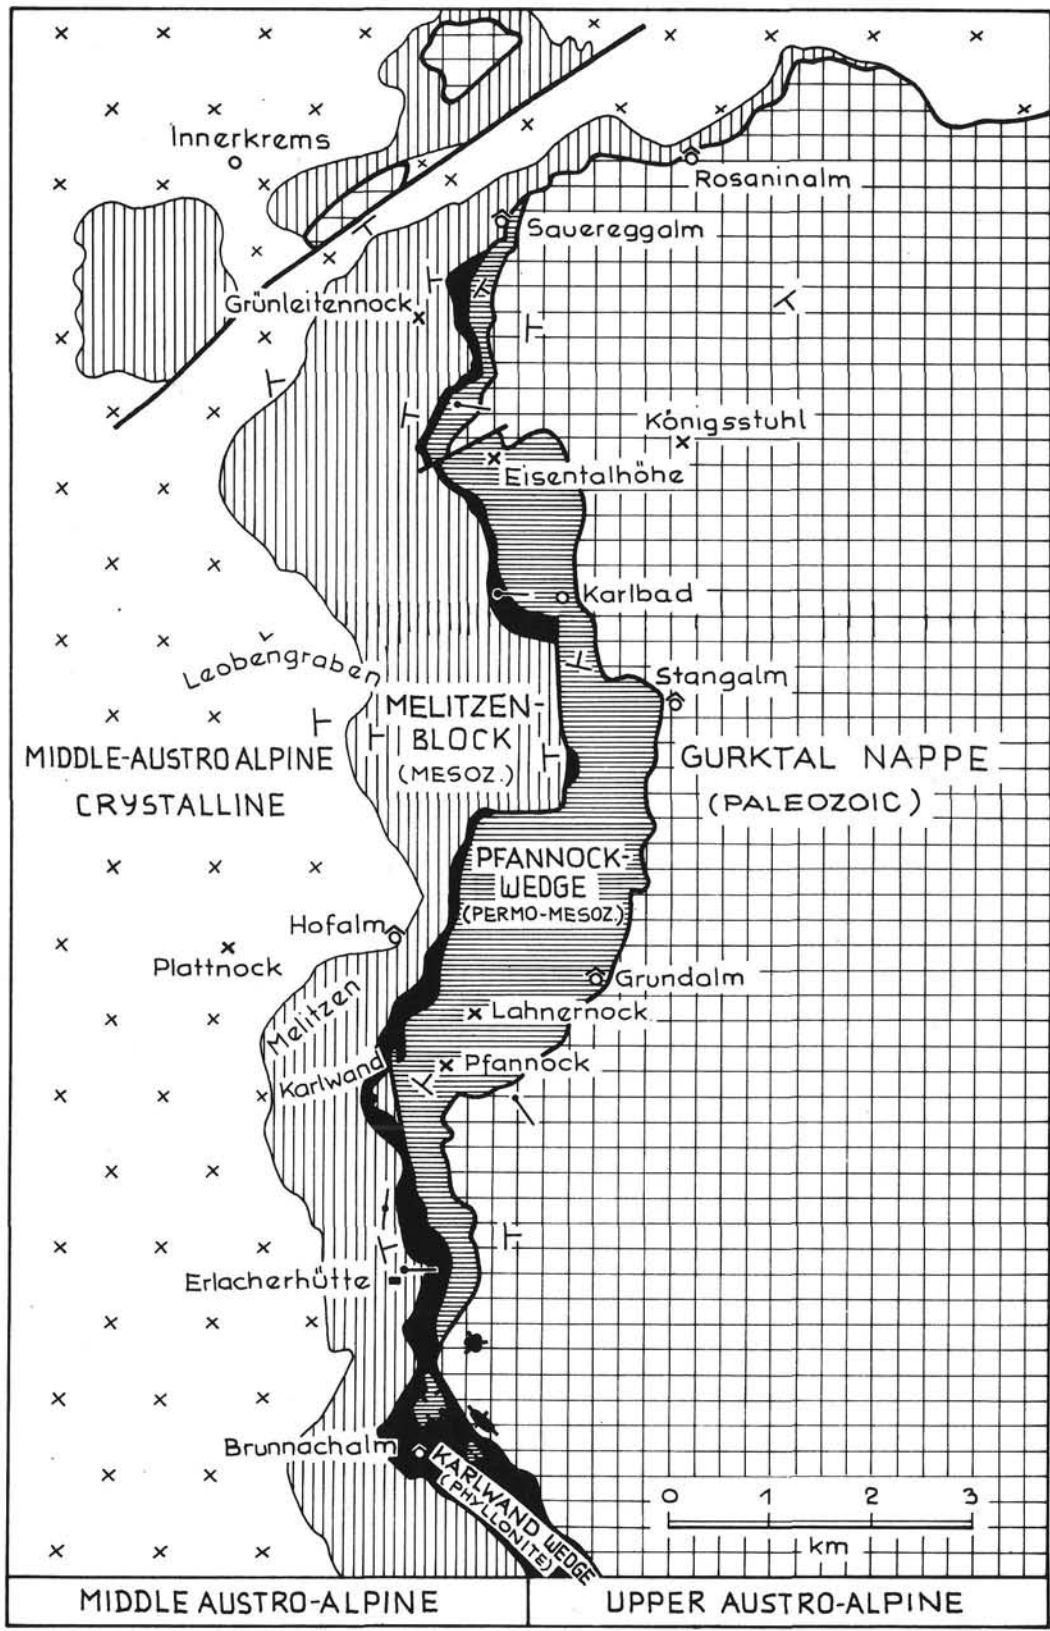 Innerkrems
Rosaninalm
Sauereggalm
Grünleitennock
Königsstuhl
Eisentalhöhe
Karlbad
Leobengraben
Stangalm
MELITZEN-
BLOCK
(MESOZ.)
MIDDLE-AUSTROALPINE
CRYSTALLINE
GURKTAL NAPPE
(PALEOZOIC)
PFANNOCK-
WEDGE
(PERMO-MESOZ.)
Hofalm
Plattnock
Melitzen
Grundalm
Lahnernock
Karlwand
Pfannock
Erlacherhütte
Brunnachalm
KARLWAND WEDGE
(PHYLLONITE)
0 1 2 3
km
MIDDLE AUSTRO-ALPINE
UPPER AUSTRO-ALPINE